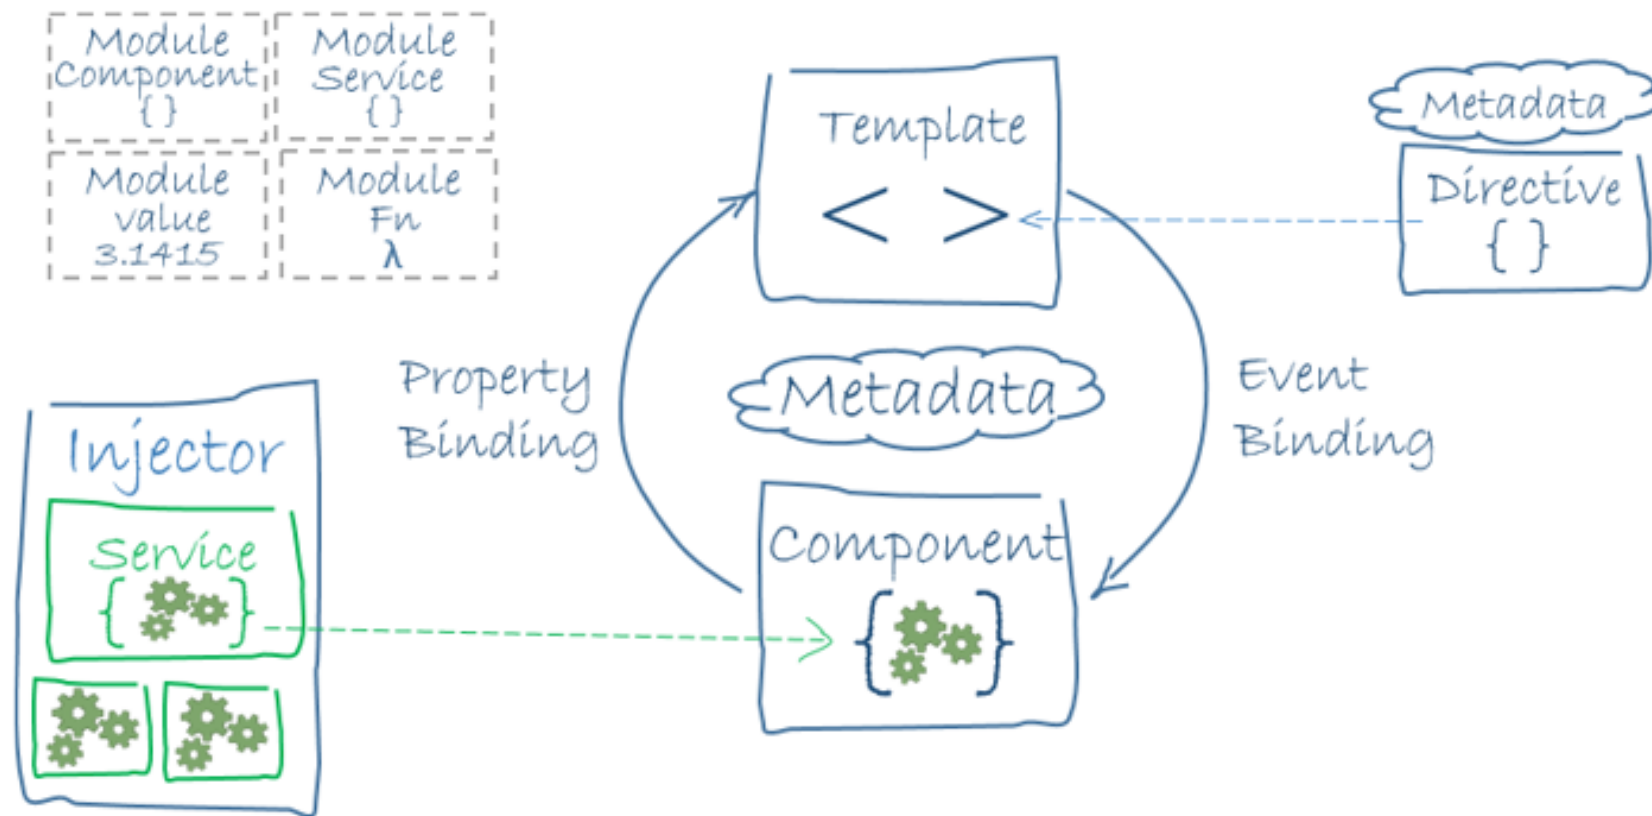 Module
Component
{ }
Module
Service
{ }
Module
value
3.1415
Module
Fn
λ
Template
< >
Metadata
Directive
{ }
Property
Binding
Metadata
Event
Binding
Injector
Service
{ }
Component
{ }